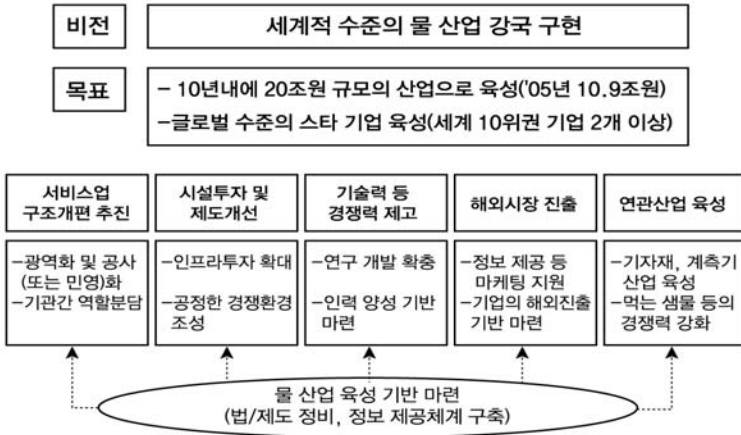 비전
세계적 수준의 물 산업 강국 구현
목표
- 10년내에 20조원 규모의 산업으로 육성('05년 10.9조원)
-글로벌 수준의 스타 기업 육성(세계 10위권 기업 2개 이상)
서비스업
구조개편 추진
시설투자 및
제도개선
기술력 등
경쟁력 제고
해외시장 진출
연관산업 육성
-광역화 및 공사
(또는 민영)화
-기관간 역할분담
-인프라투자 확대
-공정한 경쟁환경
조성
-연구 개발 확충
-인력 양성 기반
마련
-정보 제공 등
마케팅 지원
-기업의 해외진출
기반 마련
-기자재, 계측기
산업 육성
-먹는 샘물 등의
경쟁력 강화
물 산업 육성 기반 마련
(법/제도 정비, 정보 제공체계 구축)